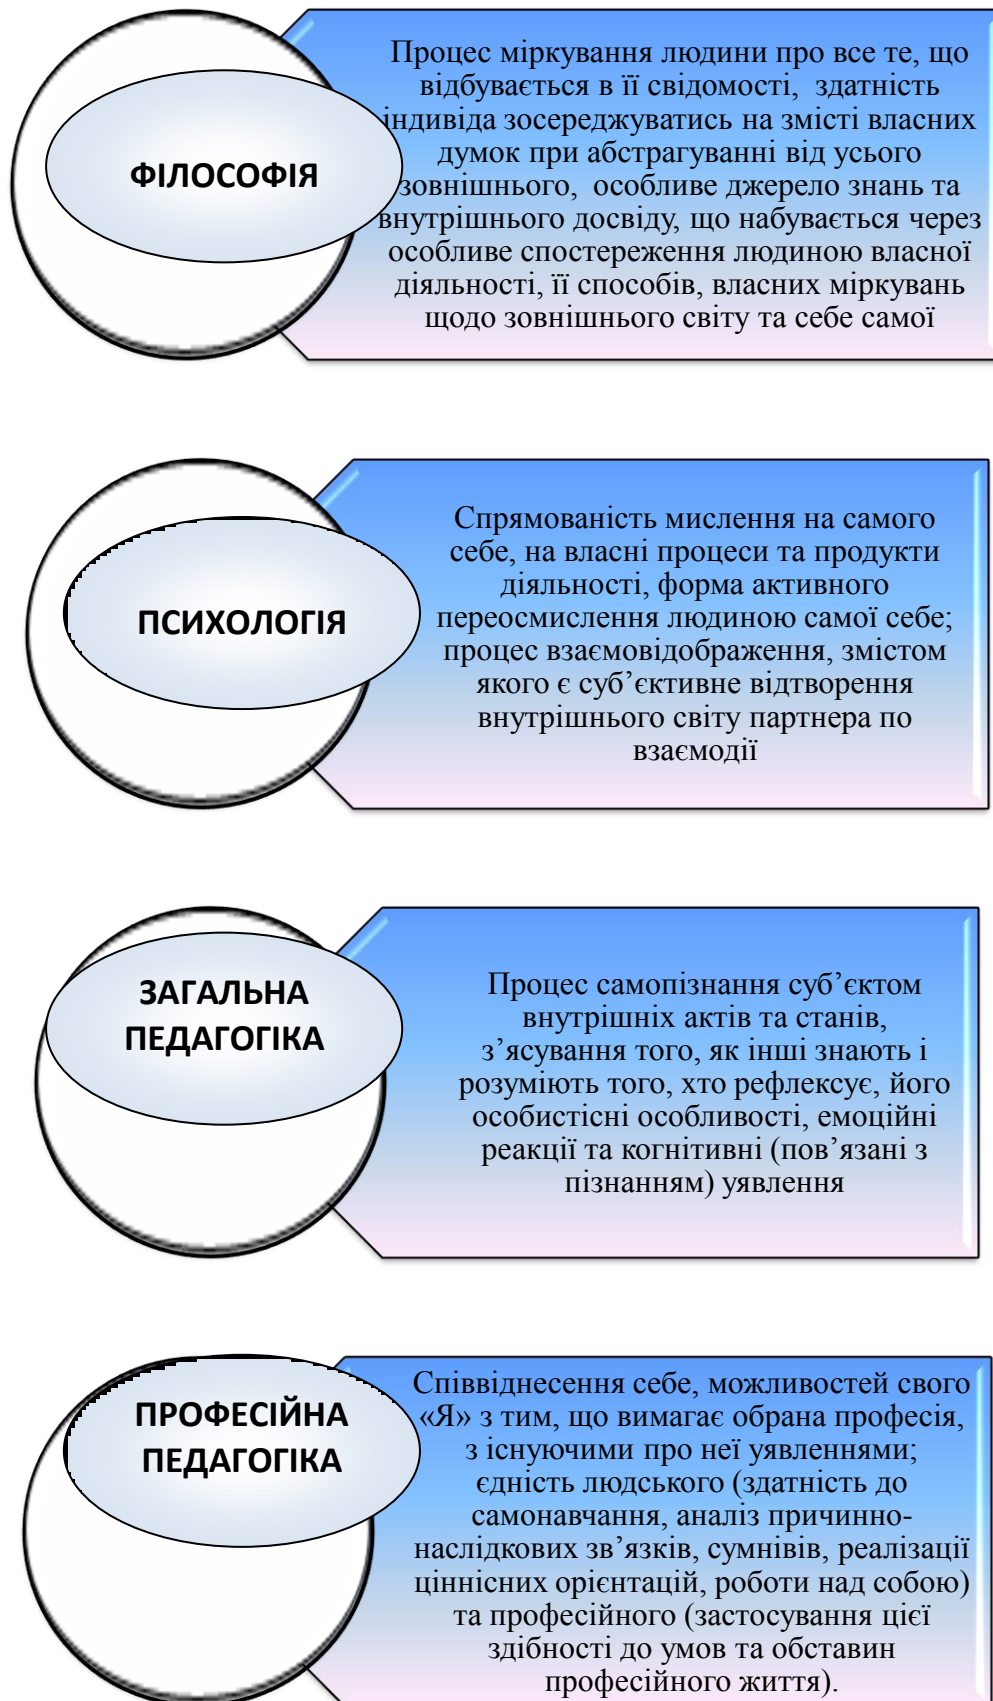 ФІЛОСОФІЯ
Процес міркування людини про все те, що
відбувається в її свідомості, здатність
індивіда зосереджуватись на змісті власних
думок при абстрагуванні від усього
зовнішнього, особливе джерело знань та
внутрішнього досвіду, що набувається через
особливе спостереження людиною власної
діяльності, її способів, власних міркувань
щодо зовнішнього світу та себе самої
ПСИХОЛОГІЯ
Спрямованість мислення на самого
себе, на власні процеси та продукти
діяльності, форма активного
переосмислення людиною самої себе;
процес взаємовідображення, змістом
якого є суб’єктивне відтворення
внутрішнього світу партнера по
взаємодії
ЗАГАЛЬНА
ПЕДАГОГІКА
Процес самопізнання суб’єктом
внутрішніх актів та станів,
з’ясування того, як інші знають і
розуміють того, хто рефлексує, його
особистісні особливості, емоційні
реакції та когнітивні (пов’язані з
пізнанням) уявлення
ПРОФЕСІЙНА
ПЕДАГОГІКА
Співвіднесення себе, можливостей свого
«Я» з тим, що вимагає обрана професія,
з існуючими про неї уявленнями;
єдність людського (здатність до
самонавчання, аналіз причинно-
наслідкових зв’язків, сумнівів, реалізації
ціннісних орієнтацій, роботи над собою)
та професійного (застосування цієї
здібності до умов та обставин
професійного життя).